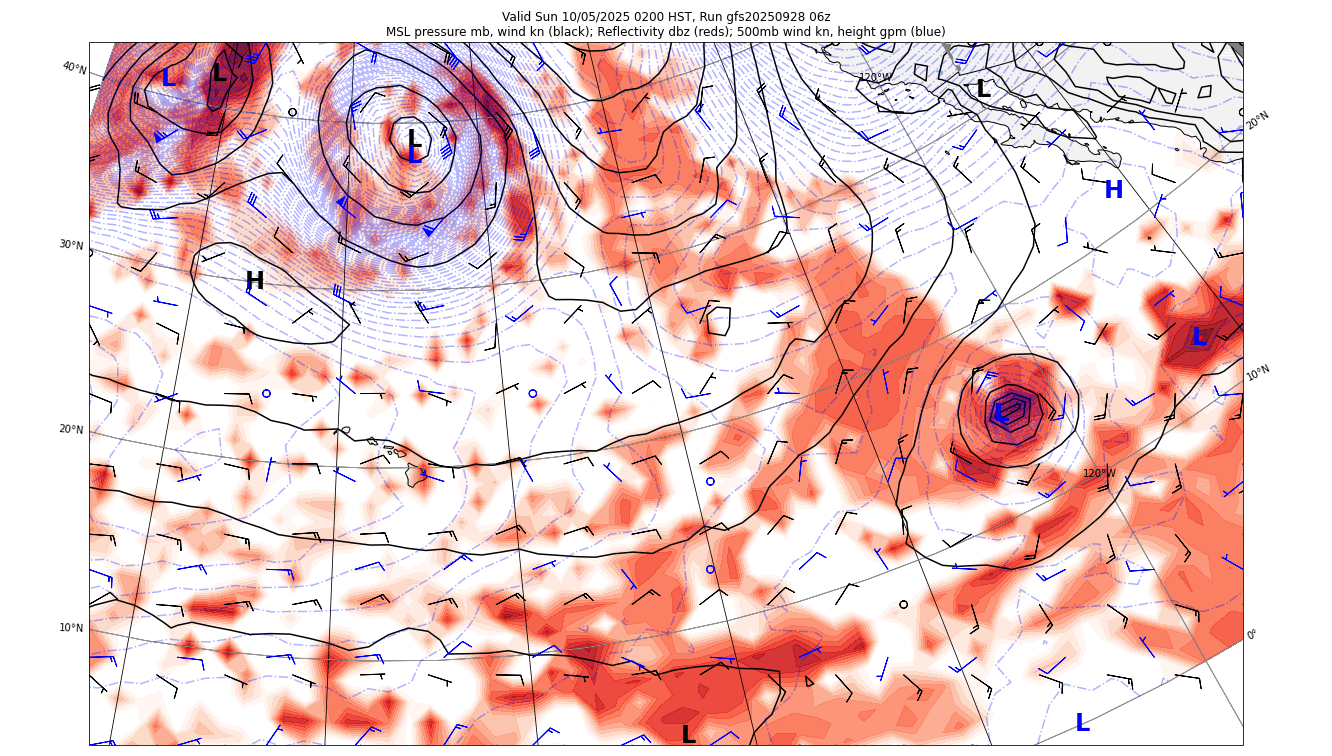 Valid Sun 10/05/2025 0200 HST, Run gfs20250928 06z
MSL pressure mb, wind kn (black); Reflectivity dbz (reds); 500mb wind kn, height gpm (blue)
40°N
L
L
120°W
L
20°N
L
L
H
30°N
H
L
10°N
L
20°N
120°W
10°N
0°
L
L